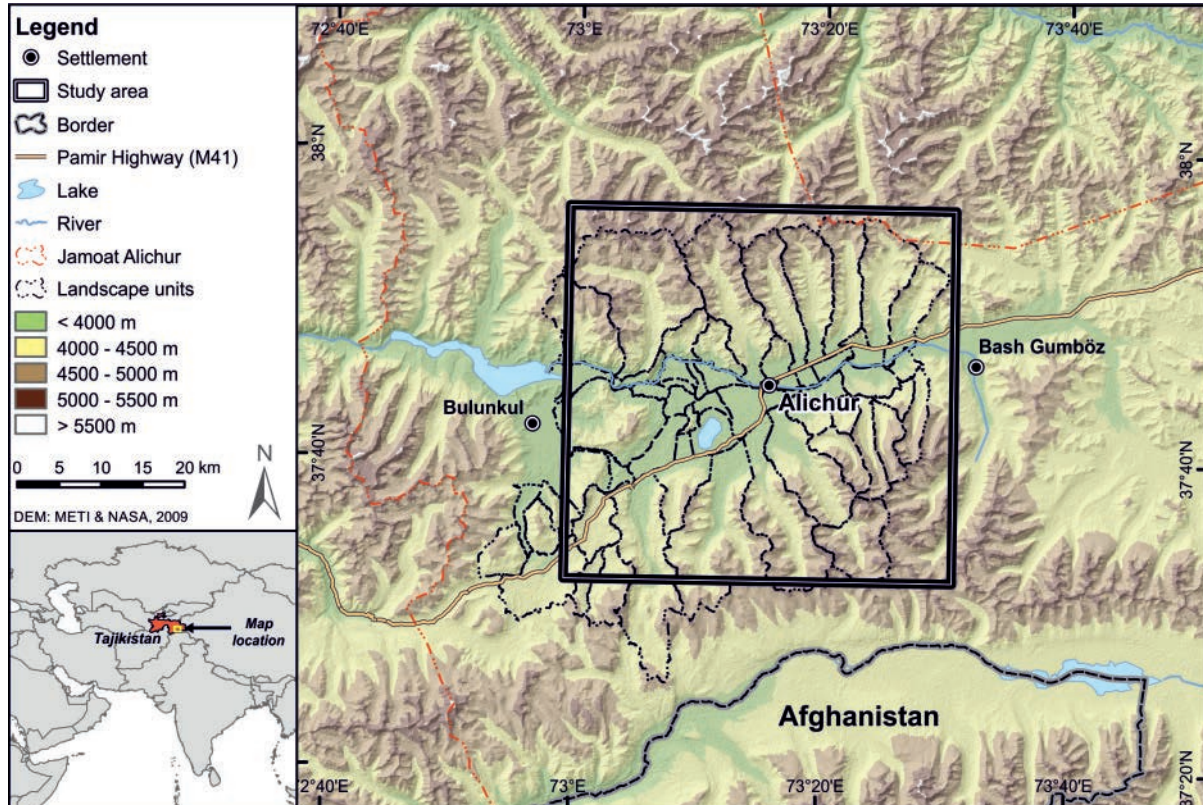 Legend
Settlement
Study area
Border
Pamir Highway (M41)
Lake
River
Jamoat Alichur
Landscape units
< 4000 m
4000 - 4500 m
4500 - 5000 m
5000 - 5500 m
> 5500 m
N
0 5 10 15 20 km
DEM: METI & NASA, 2009
Tajikistan
Map
location
72°40'E
73°E
73°20'E
73°40'E
38°N
38°N
Bash Gumböz
Alichur
Bulunkul
37°40'N
37°40'N
Afghanistan
37°20'N
72°40'E
73°E
73°20'E
73°40'E